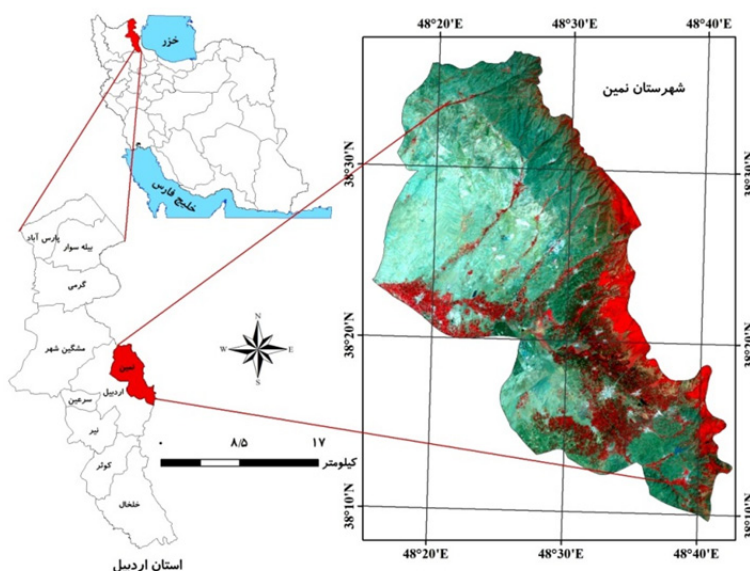 48°20'E
48°30'E
48°40'E
خزر
شهرستان نمین
خلیج فارس
38°30'N
38°30'N
پارس آباد
بیله سوار
گرمی
مشگین شهر
نمین
اردبیل
سرعین
نیر
کوثر
خلخال
N
W
E
S
38°20'N
38°20'N
۰
۸/۵
۱۷
کیلومتر
38°10'N
38°10'N
48°20'E
48°30'E
48°40'E
استان اردبیل